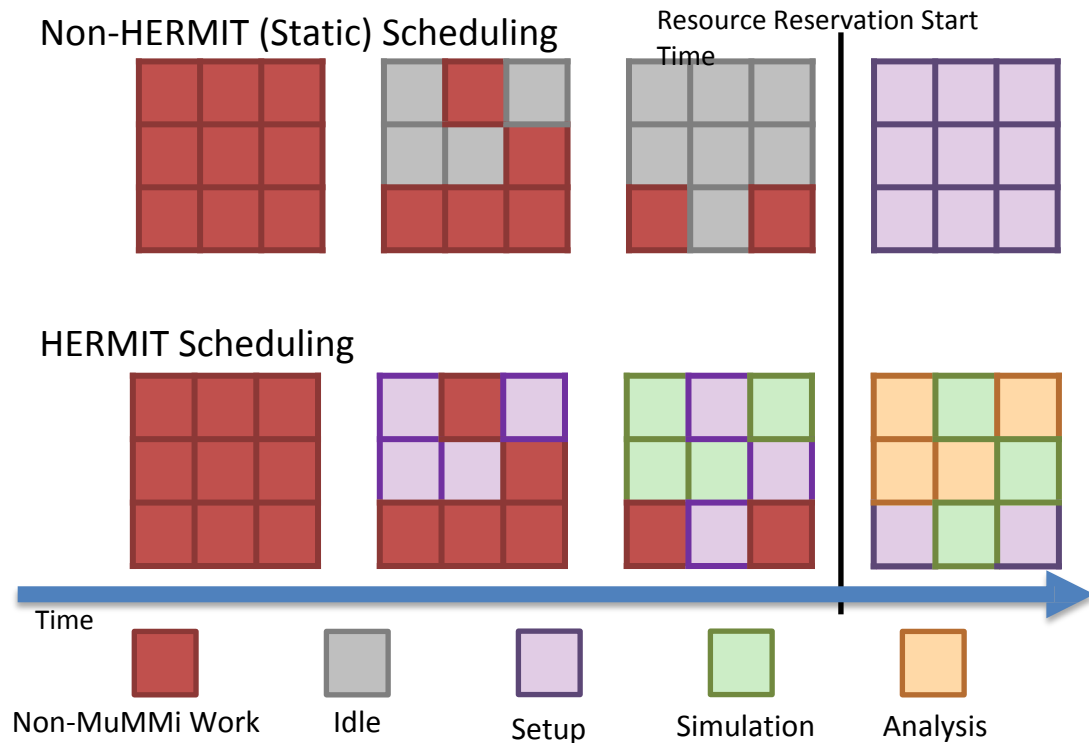 Non-HERMIT (Static) Scheduling
Resource Reservation Start
Time
HERMIT Scheduling
Time
Non-MuMMi Work
Idle
Setup
Simulation
Analysis